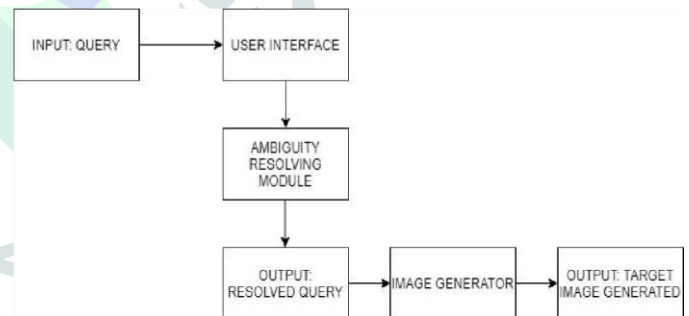 INPUT: QUERY
USER INTERFACE
AMBIGUITY
RESOLVING
MODULE
OUTPUT:
RESOLVED QUERY
IMAGE GENERATOR
OUTPUT: TARGET
IMAGE GENERATED